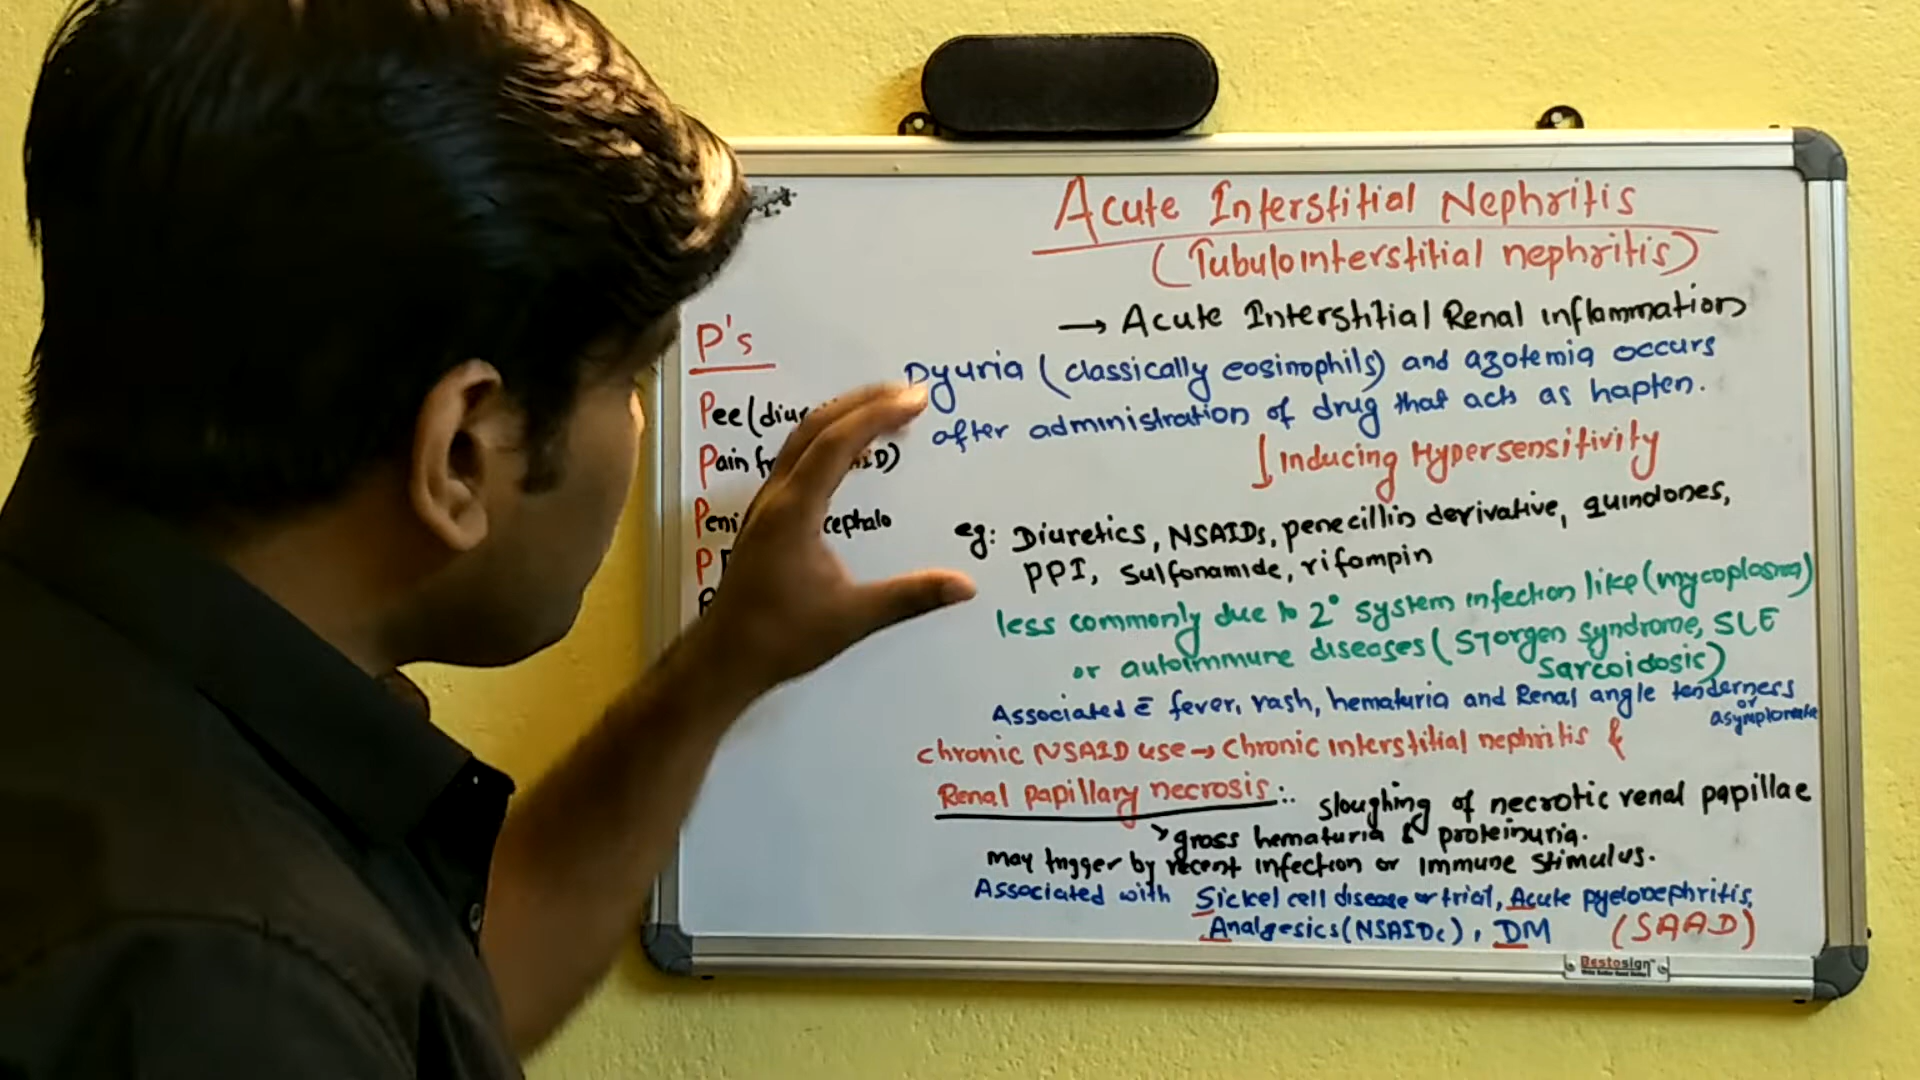 Acute Interstitial Nephritis
(Tubulointerstitial nephritis)
→ Acute Interstitial Renal inflammation
Pyuria (classically eosinophils) and azotemia occurs
after administration of drug that acts as hapten.
↓ Inducing Hypersensitivity
eg: Diuretics, NSAIDs, penecillin derivative, quinolones,
PPI, sulfonamide, rifampin
less commonly due to 2° system infection like (mycoplasma)
or autoimmune diseases (SJorgen syndrome, SLE
Sarcoidosis)
Associated c̄ fever, rash, hematuria and Renal angle tenderness
or
asymptomatic
chronic NSAID use → chronic interstitial nephritis &
Renal papillary necrosis:- sloughing of necrotic renal papillae
> gross hematuria & proteinuria.
may trigger by recent infection or Immune stimulus.
Associated with Sickel cell disease or trial, Acute pyelonephritis,
Analgesics (NSAIDs), DM (SAAD)
P's
Pee (
Pain
Peni cephalo
P
Bestosign